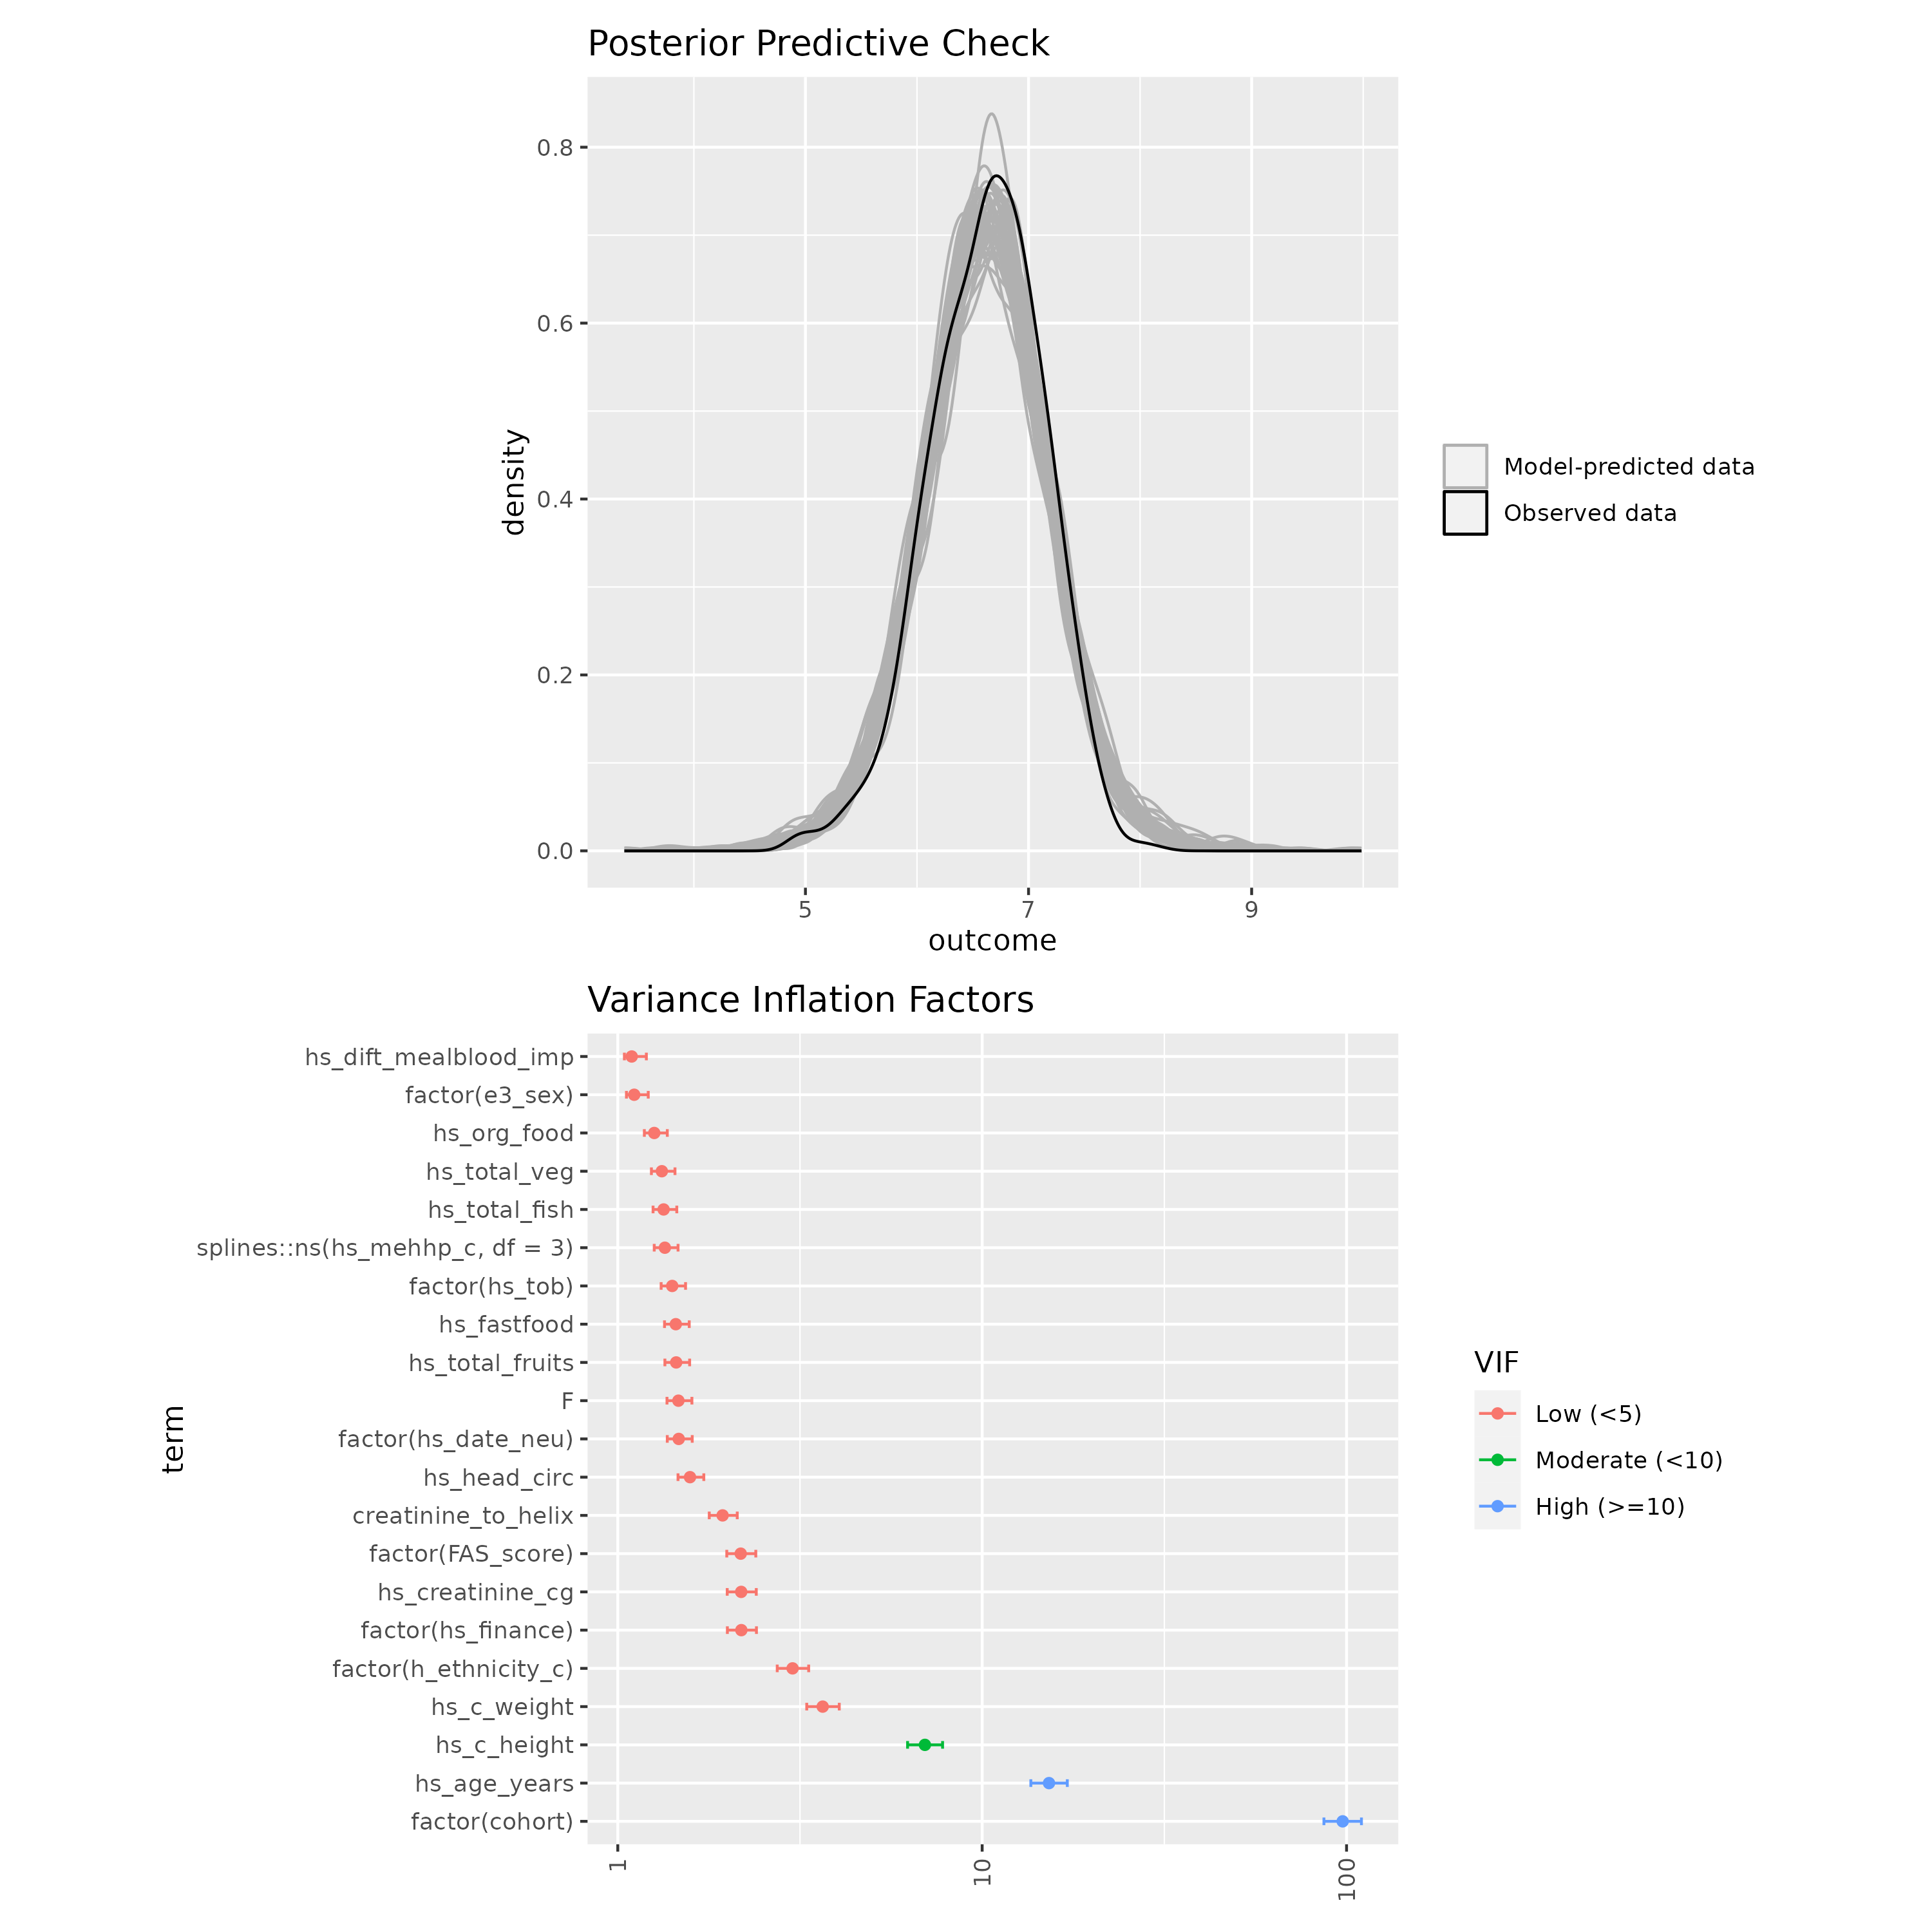 Posterior Predictive Check
density
0.8
0.6
0.4
0.2
0.0
5
7
9
outcome
Model-predicted data
Observed data
Variance Inflation Factors
term
hs_dift_mealblood_imp
factor(e3_sex)
hs_org_food
hs_total_veg
hs_total_fish
splines::ns(hs_mehhp_c, df = 3)
factor(hs_tob)
hs_fastfood
hs_total_fruits
F
factor(hs_date_neu)
hs_head_circ
creatinine_to_helix
factor(FAS_score)
hs_creatinine_cg
factor(hs_finance)
factor(h_ethnicity_c)
hs_c_weight
hs_c_height
hs_age_years
factor(cohort)
1
10
100
VIF
Low (<5)
Moderate (<10)
High (>=10)